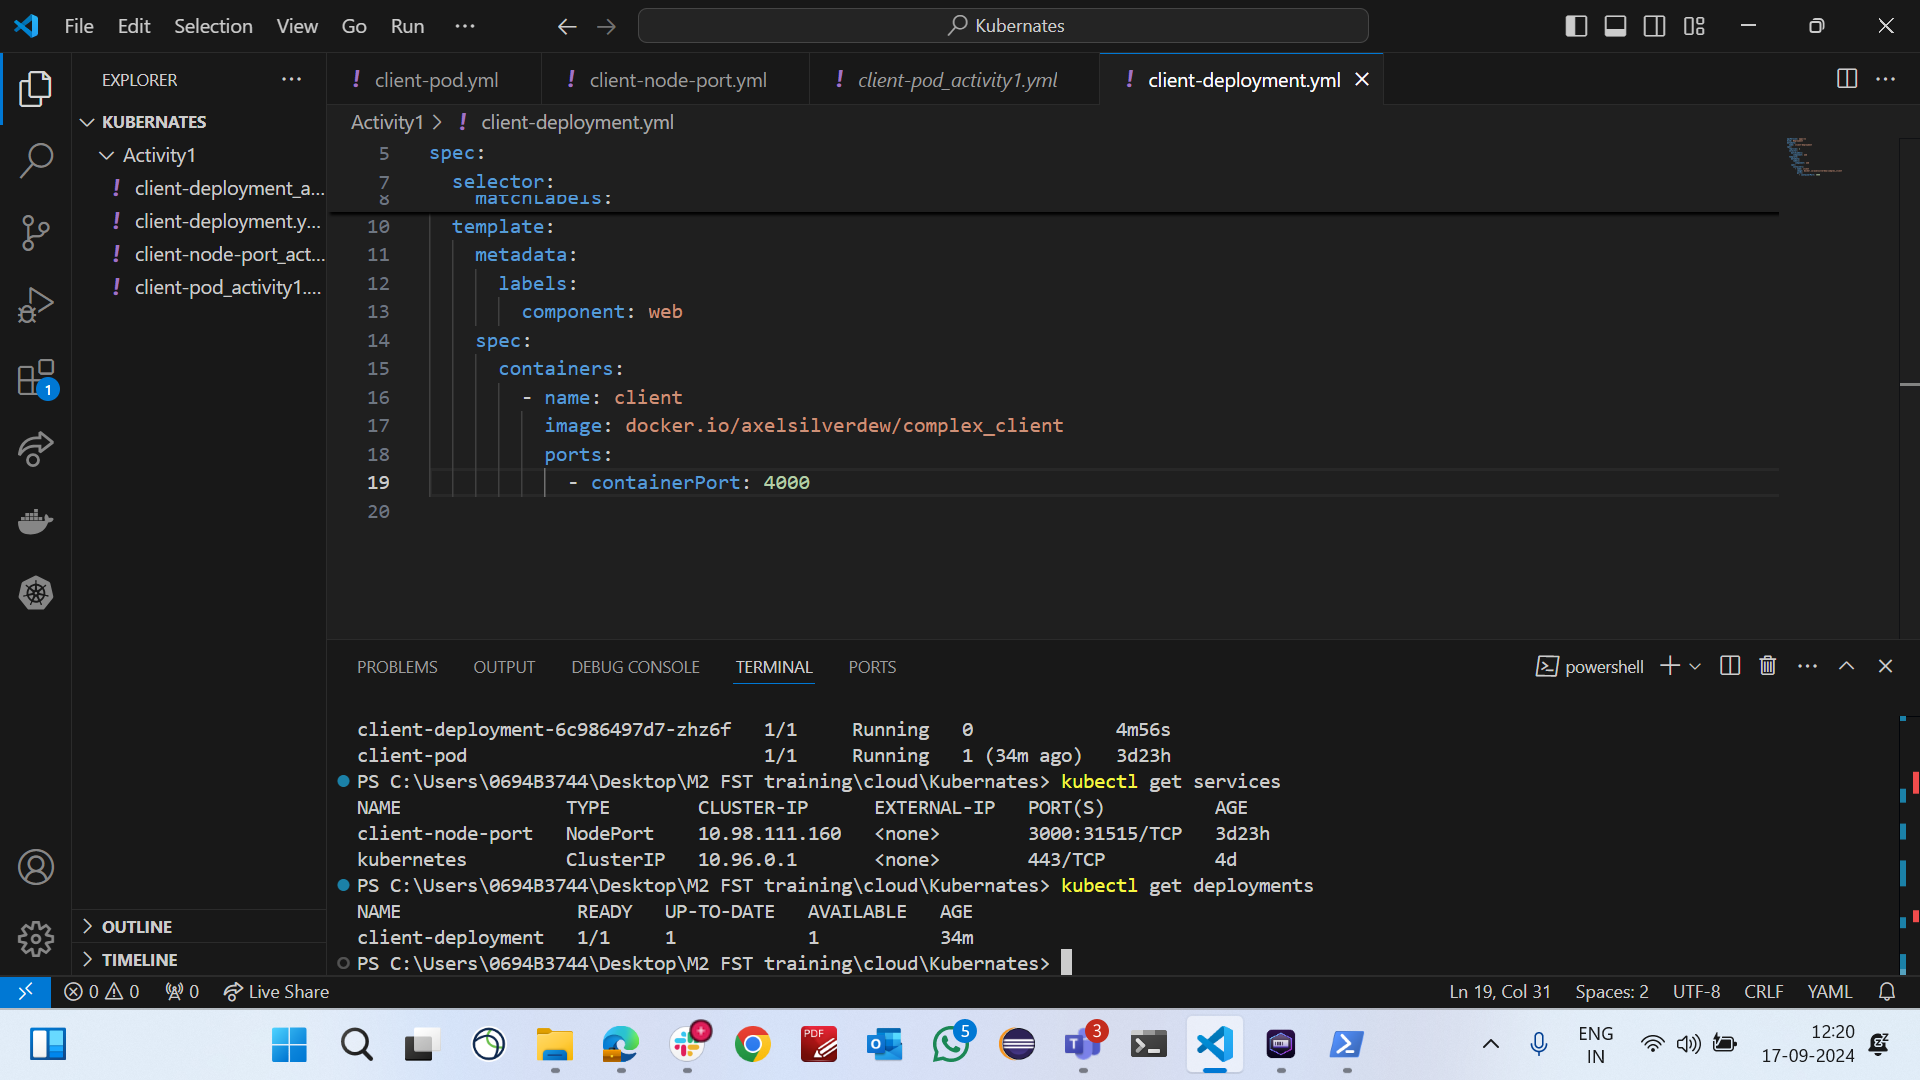 File Edit Selection View Go Run ··· Kubernates
EXPLORER ···
client-pod.yml client-node-port.yml client-pod_activity1.yml client-deployment.yml
KUBERNATES
Activity1
client-deployment_a...
client-deployment.y...
client-node-port_act...
client-pod_activity1....
OUTLINE
TIMELINE
1
Activity1 > ! client-deployment.yml
5 spec:
7 selector:
8 matchLabels:
10 template:
11 metadata:
12 labels:
13 component: web
14 spec:
15 containers:
16 - name: client
17 image: docker.io/axelsilverdew/complex_client
18 ports:
19 - containerPort: 4000
20
PROBLEMS OUTPUT DEBUG CONSOLE TERMINAL PORTS powershell
client-deployment-6c986497d7-zhz6f 1/1 Running 0 4m56s
client-pod 1/1 Running 1 (34m ago) 3d23h
PS C:\Users\0694B3744\Desktop\M2 FST training\cloud\Kubernates> kubectl get services
NAME TYPE CLUSTER-IP EXTERNAL-IP PORT(S) AGE
client-node-port NodePort 10.98.111.160 <none> 3000:31515/TCP 3d23h
kubernetes ClusterIP 10.96.0.1 <none> 443/TCP 4d
PS C:\Users\0694B3744\Desktop\M2 FST training\cloud\Kubernates> kubectl get deployments
NAME READY UP-TO-DATE AVAILABLE AGE
client-deployment 1/1 1 1 34m
PS C:\Users\0694B3744\Desktop\M2 FST training\cloud\Kubernates>
0 0 0 Live Share Ln 19, Col 31 Spaces: 2 UTF-8 CRLF YAML
PDF 5 3 ENG 12:20
IN 17-09-2024